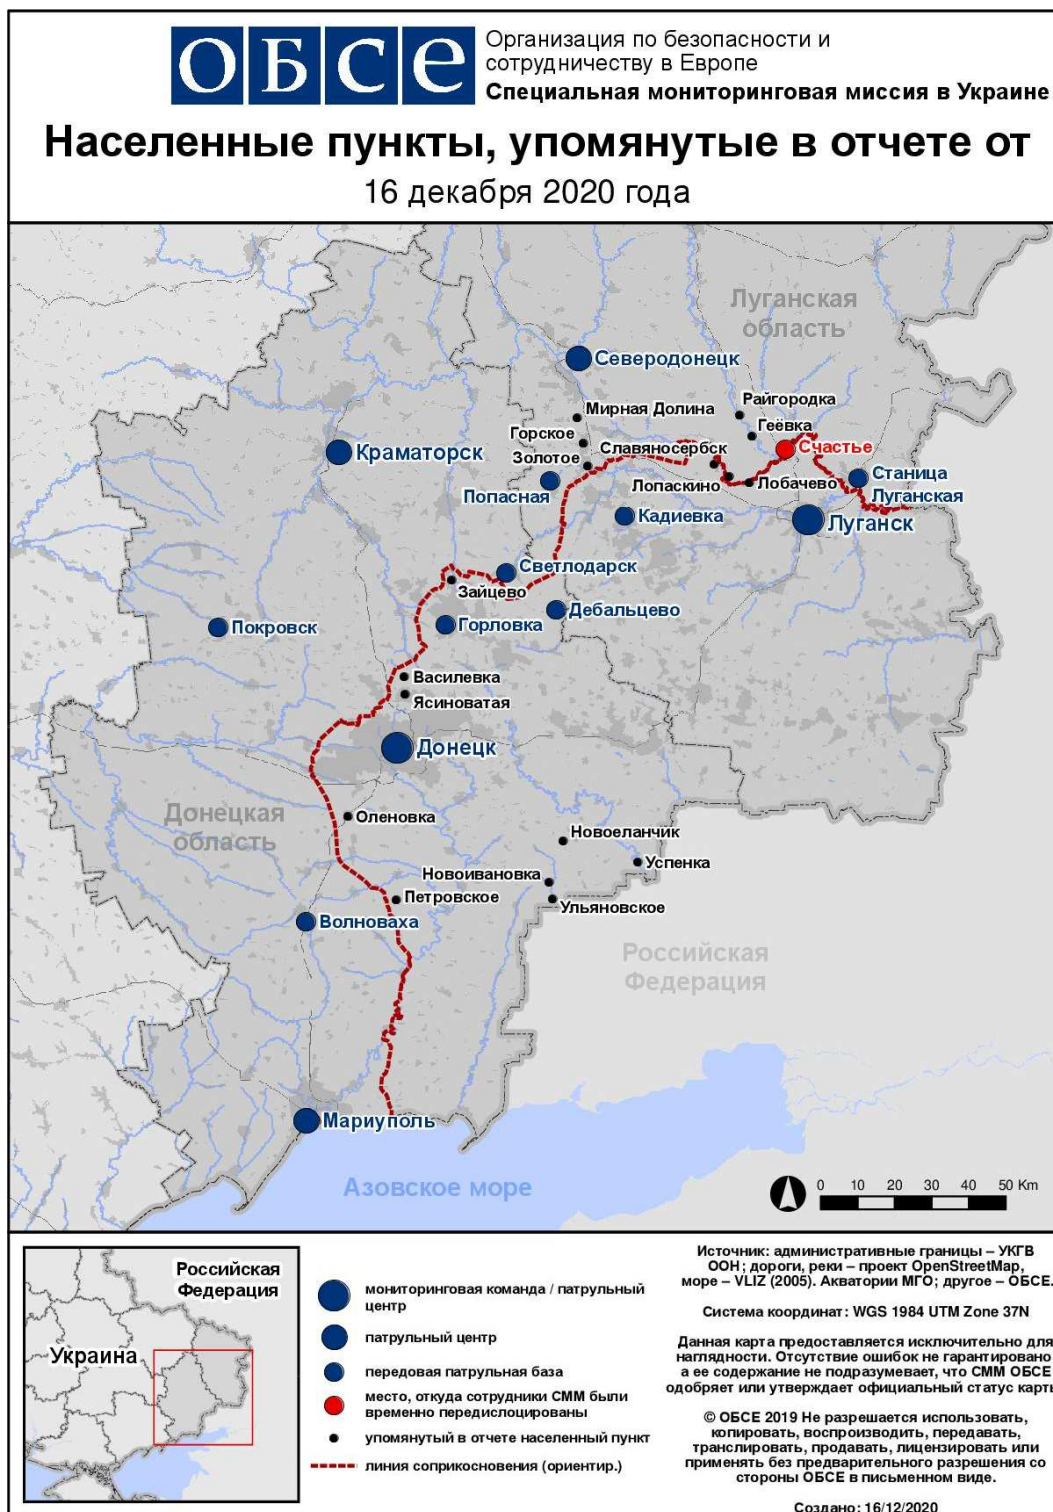 ОБСЕ
Организация по безопасности и
сотрудничеству в Европе
Специальная мониторинговая миссия в Украине
Населенные пункты, упомянутые в отчете от
16 декабря 2020 года
Луганская
область
Северодонецк
Мирная Долина
Райгородка
Горское
Геёвка
Золотое
Славяносербск
Счастье
Краматорск
Станица
Луганская
Попасная
Лопаскино
Лобачево
Кадиевка
Луганск
Светлодарск
Зайцево
Дебальцево
Покровск
Горловка
Василевка
Ясиноватая
Донецк
Донецкая
область
Оленовка
Новоеланчик
Успенка
Новоивановка
Петровское
Ульяновское
Волноваха
Российская
Федерация
Мариуполь
Азовское море
0 10 20 30 40 50 Km
Российская
Федерация
Украина
мониторинговая команда / патрульный
центр
патрульный центр
передовая патрульная база
место, откуда сотрудники СММ были
временно передислоцированы
упомянутый в отчете населенный пункт
линия соприкосновения (ориентир.)
Источник: административные границы – УКГВ
ООН; дороги, реки – проект OpenStreetMap,
море – VLIZ (2005). Акватории МГО; другое – ОБСЕ.
Система координат: WGS 1984 UTM Zone 37N
Данная карта предоставляется исключительно для
наглядности. Отсутствие ошибок не гарантировано
а ее содержание не подразумевает, что СММ ОБСЕ
одобряет или утверждает официальный статус карты
© ОБСЕ 2019 Не разрешается использовать,
копировать, воспроизводить, передавать,
транслировать, продавать, лицензировать или
применять без предварительного разрешения со
стороны ОБСЕ в письменном виде.
Создано: 16/12/2020